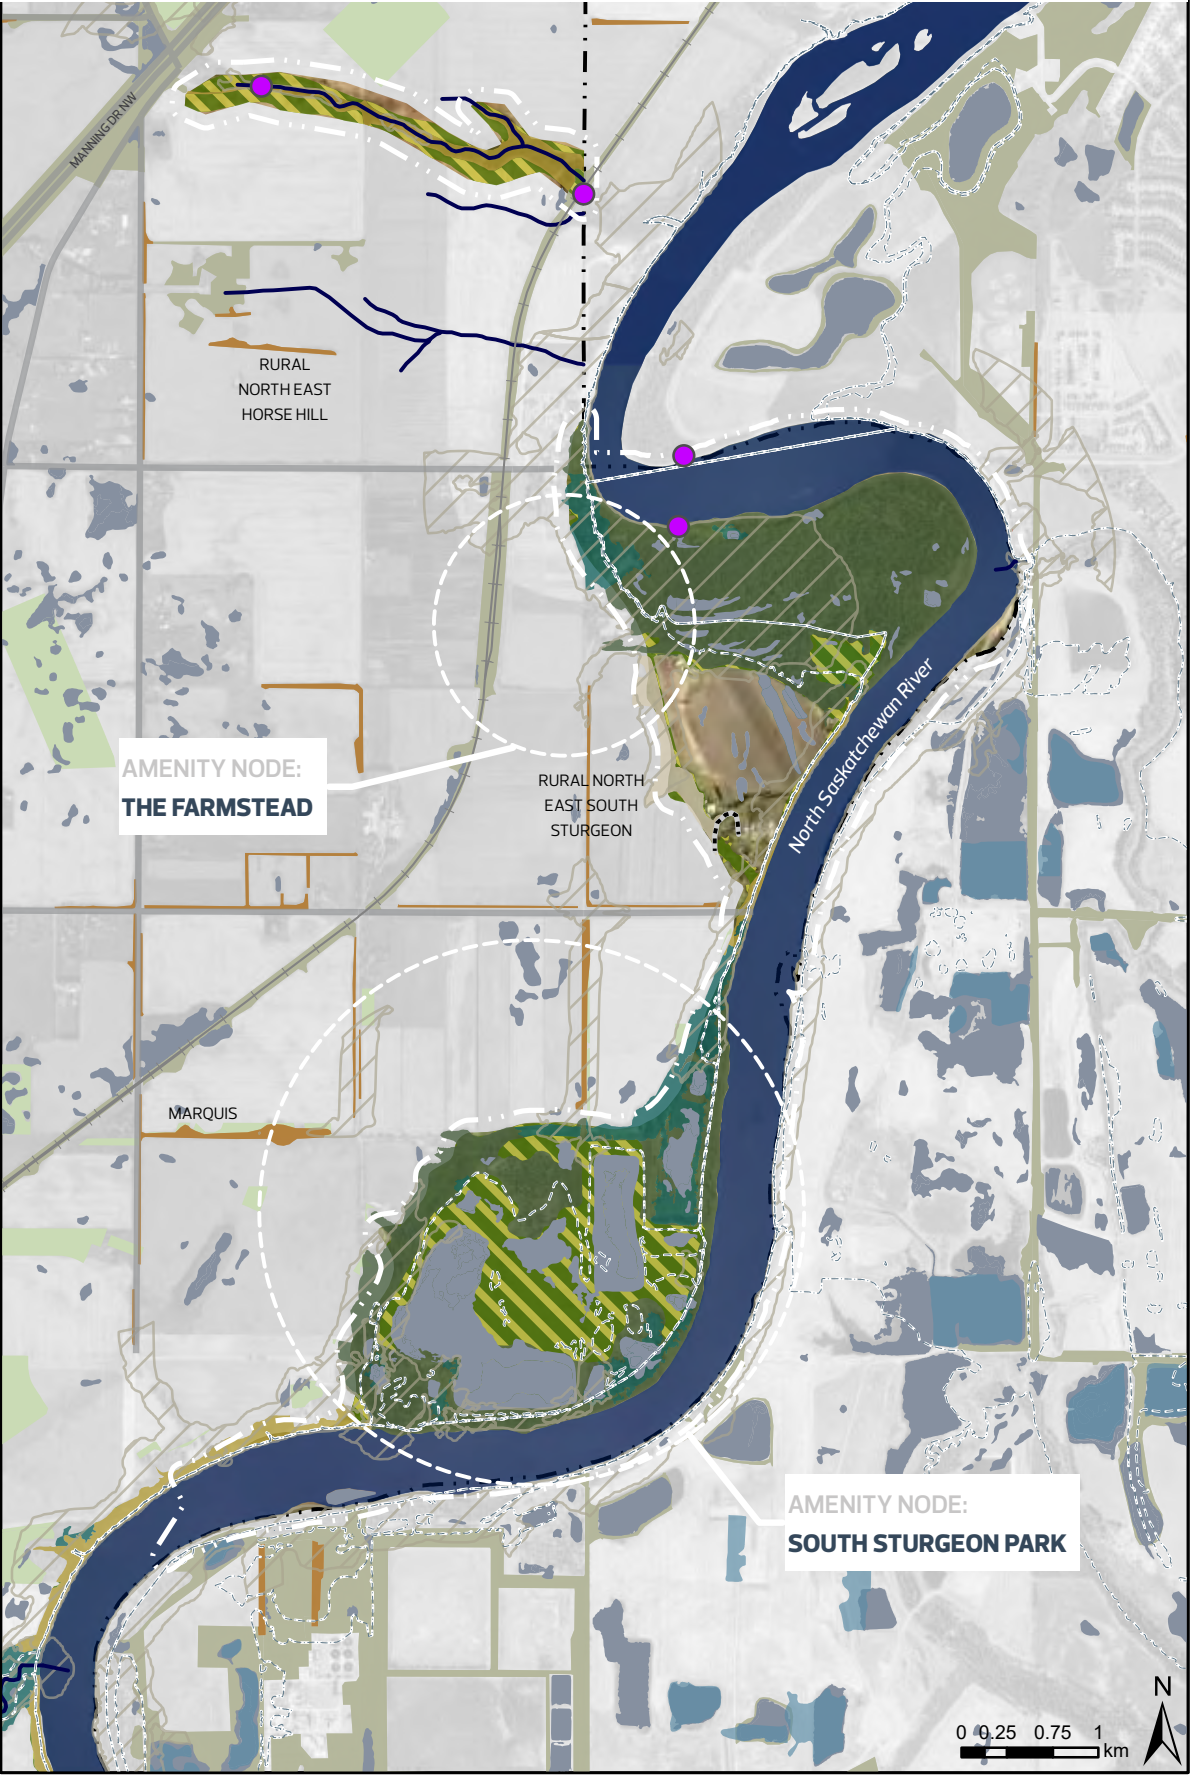 MANNING DR NW
RURAL
NORTH EAST
HORSE HILL
North Saskatchewan River
AMENITY NODE:
THE FARMSTEAD
RURAL NORTH
EAST SOUTH
STURGEON
MARQUIS
AMENITY NODE:
SOUTH STURGEON PARK
N
0 0.25 0.75 1
km